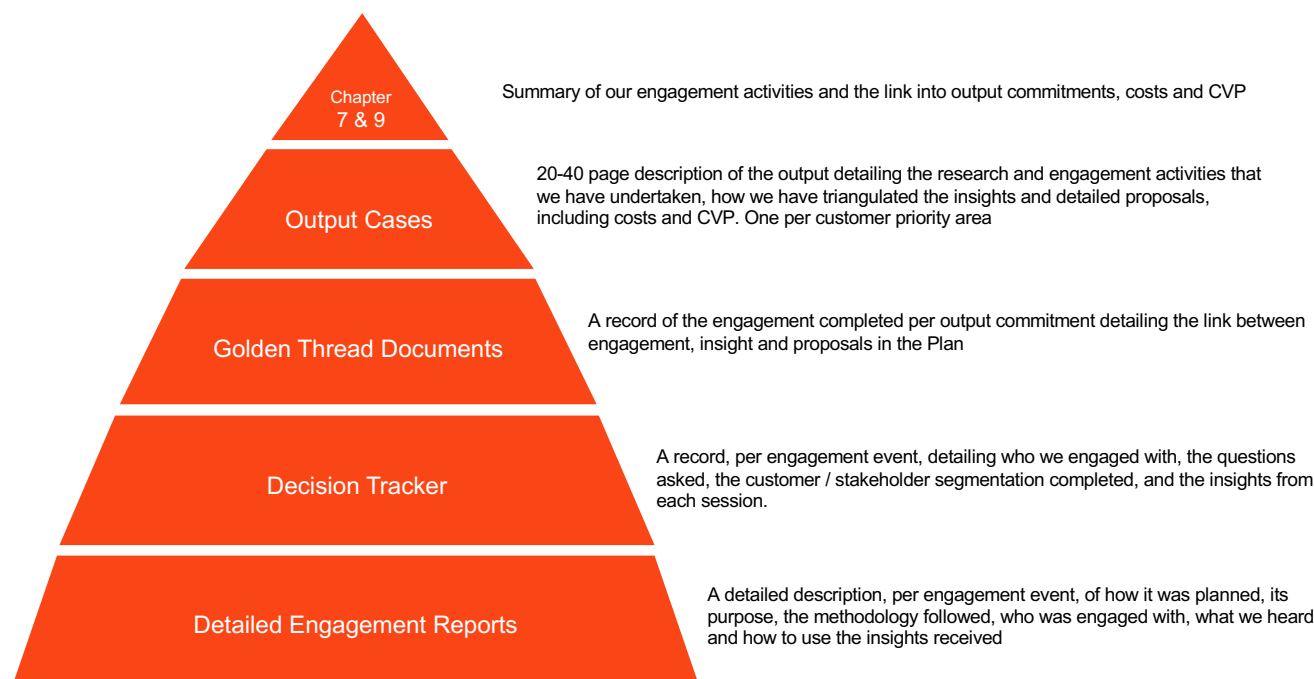 Chapter
7 & 9
Summary of our engagement activities and the link into output commitments, costs and CVP
Output Cases
20-40 page description of the output detailing the research and engagement activities that
we have undertaken, how we have triangulated the insights and detailed proposals,
including costs and CVP. One per customer priority area
Golden Thread Documents
A record of the engagement completed per output commitment detailing the link between
engagement, insight and proposals in the Plan
Decision Tracker
A record, per engagement event, detailing who we engaged with, the questions
asked, the customer / stakeholder segmentation completed, and the insights from
each session.
Detailed Engagement Reports
A detailed description, per engagement event, of how it was planned, its
purpose, the methodology followed, who was engaged with, what we heard
and how to use the insights received